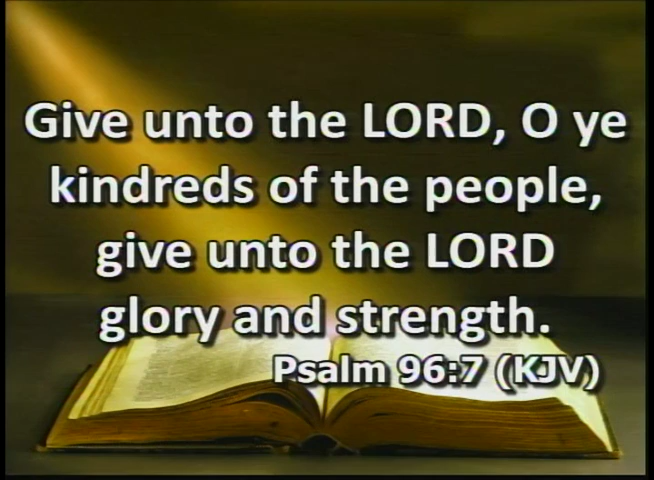 Give unto the LORD, O ye
kindreds of the people,
give unto the LORD
glory and strength.
Psalm 96:7 (KJV)